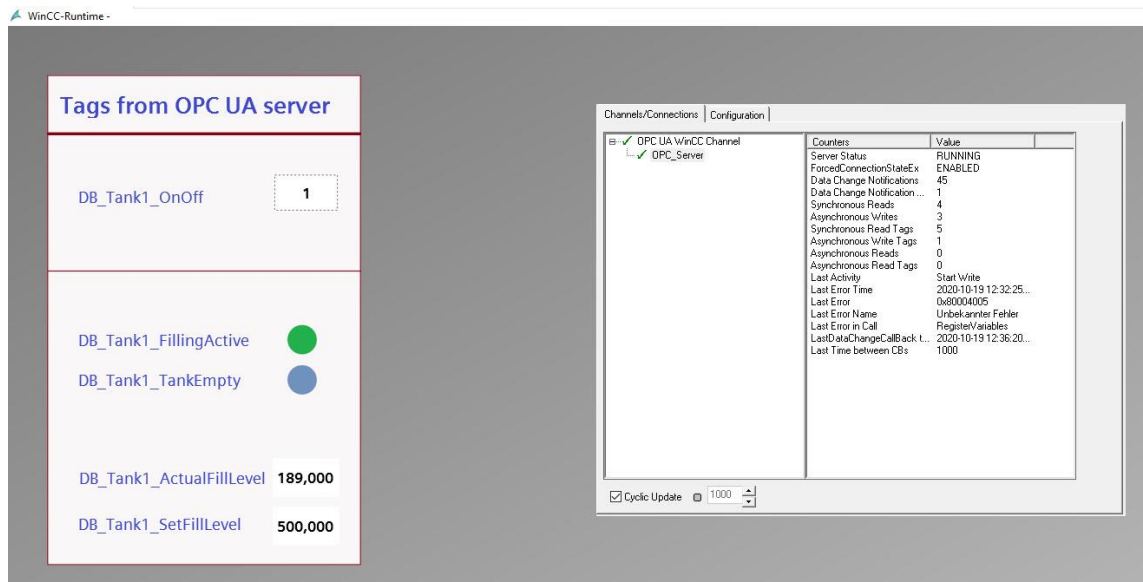 WinCC-Runtime -
Tags from OPC UA server
DB_Tank1_OnOff 1
DB_Tank1_FillingActive
DB_Tank1_TankEmpty
DB_Tank1_ActualFillLevel 189,000
DB_Tank1_SetFillLevel 500,000
Channels/Connections Configuration
OPC UA WinCC Channel
OPC_Server
Counters Value
Server Status RUNNING
ForcedConnectionStateEx ENABLED
Data Change Notifications 45
Data Change Notification ... 1
Synchronous Reads 4
Asynchronous Writes 3
Synchronous Read Tags 5
Asynchronous Write Tags 1
Asynchronous Reads 0
Asynchronous Read Tags 0
Last Activity Start Write
Last Error Time 2020-10-19 12:32:25...
Last Error 0x80004005
Last Error Name Unbekannter Fehler
Last Error in Call RegisterVariables
LastDataChangeCallBack t... 2020-10-19 12:36:20...
Last Time between CBs 1000
Cyclic Update 1000